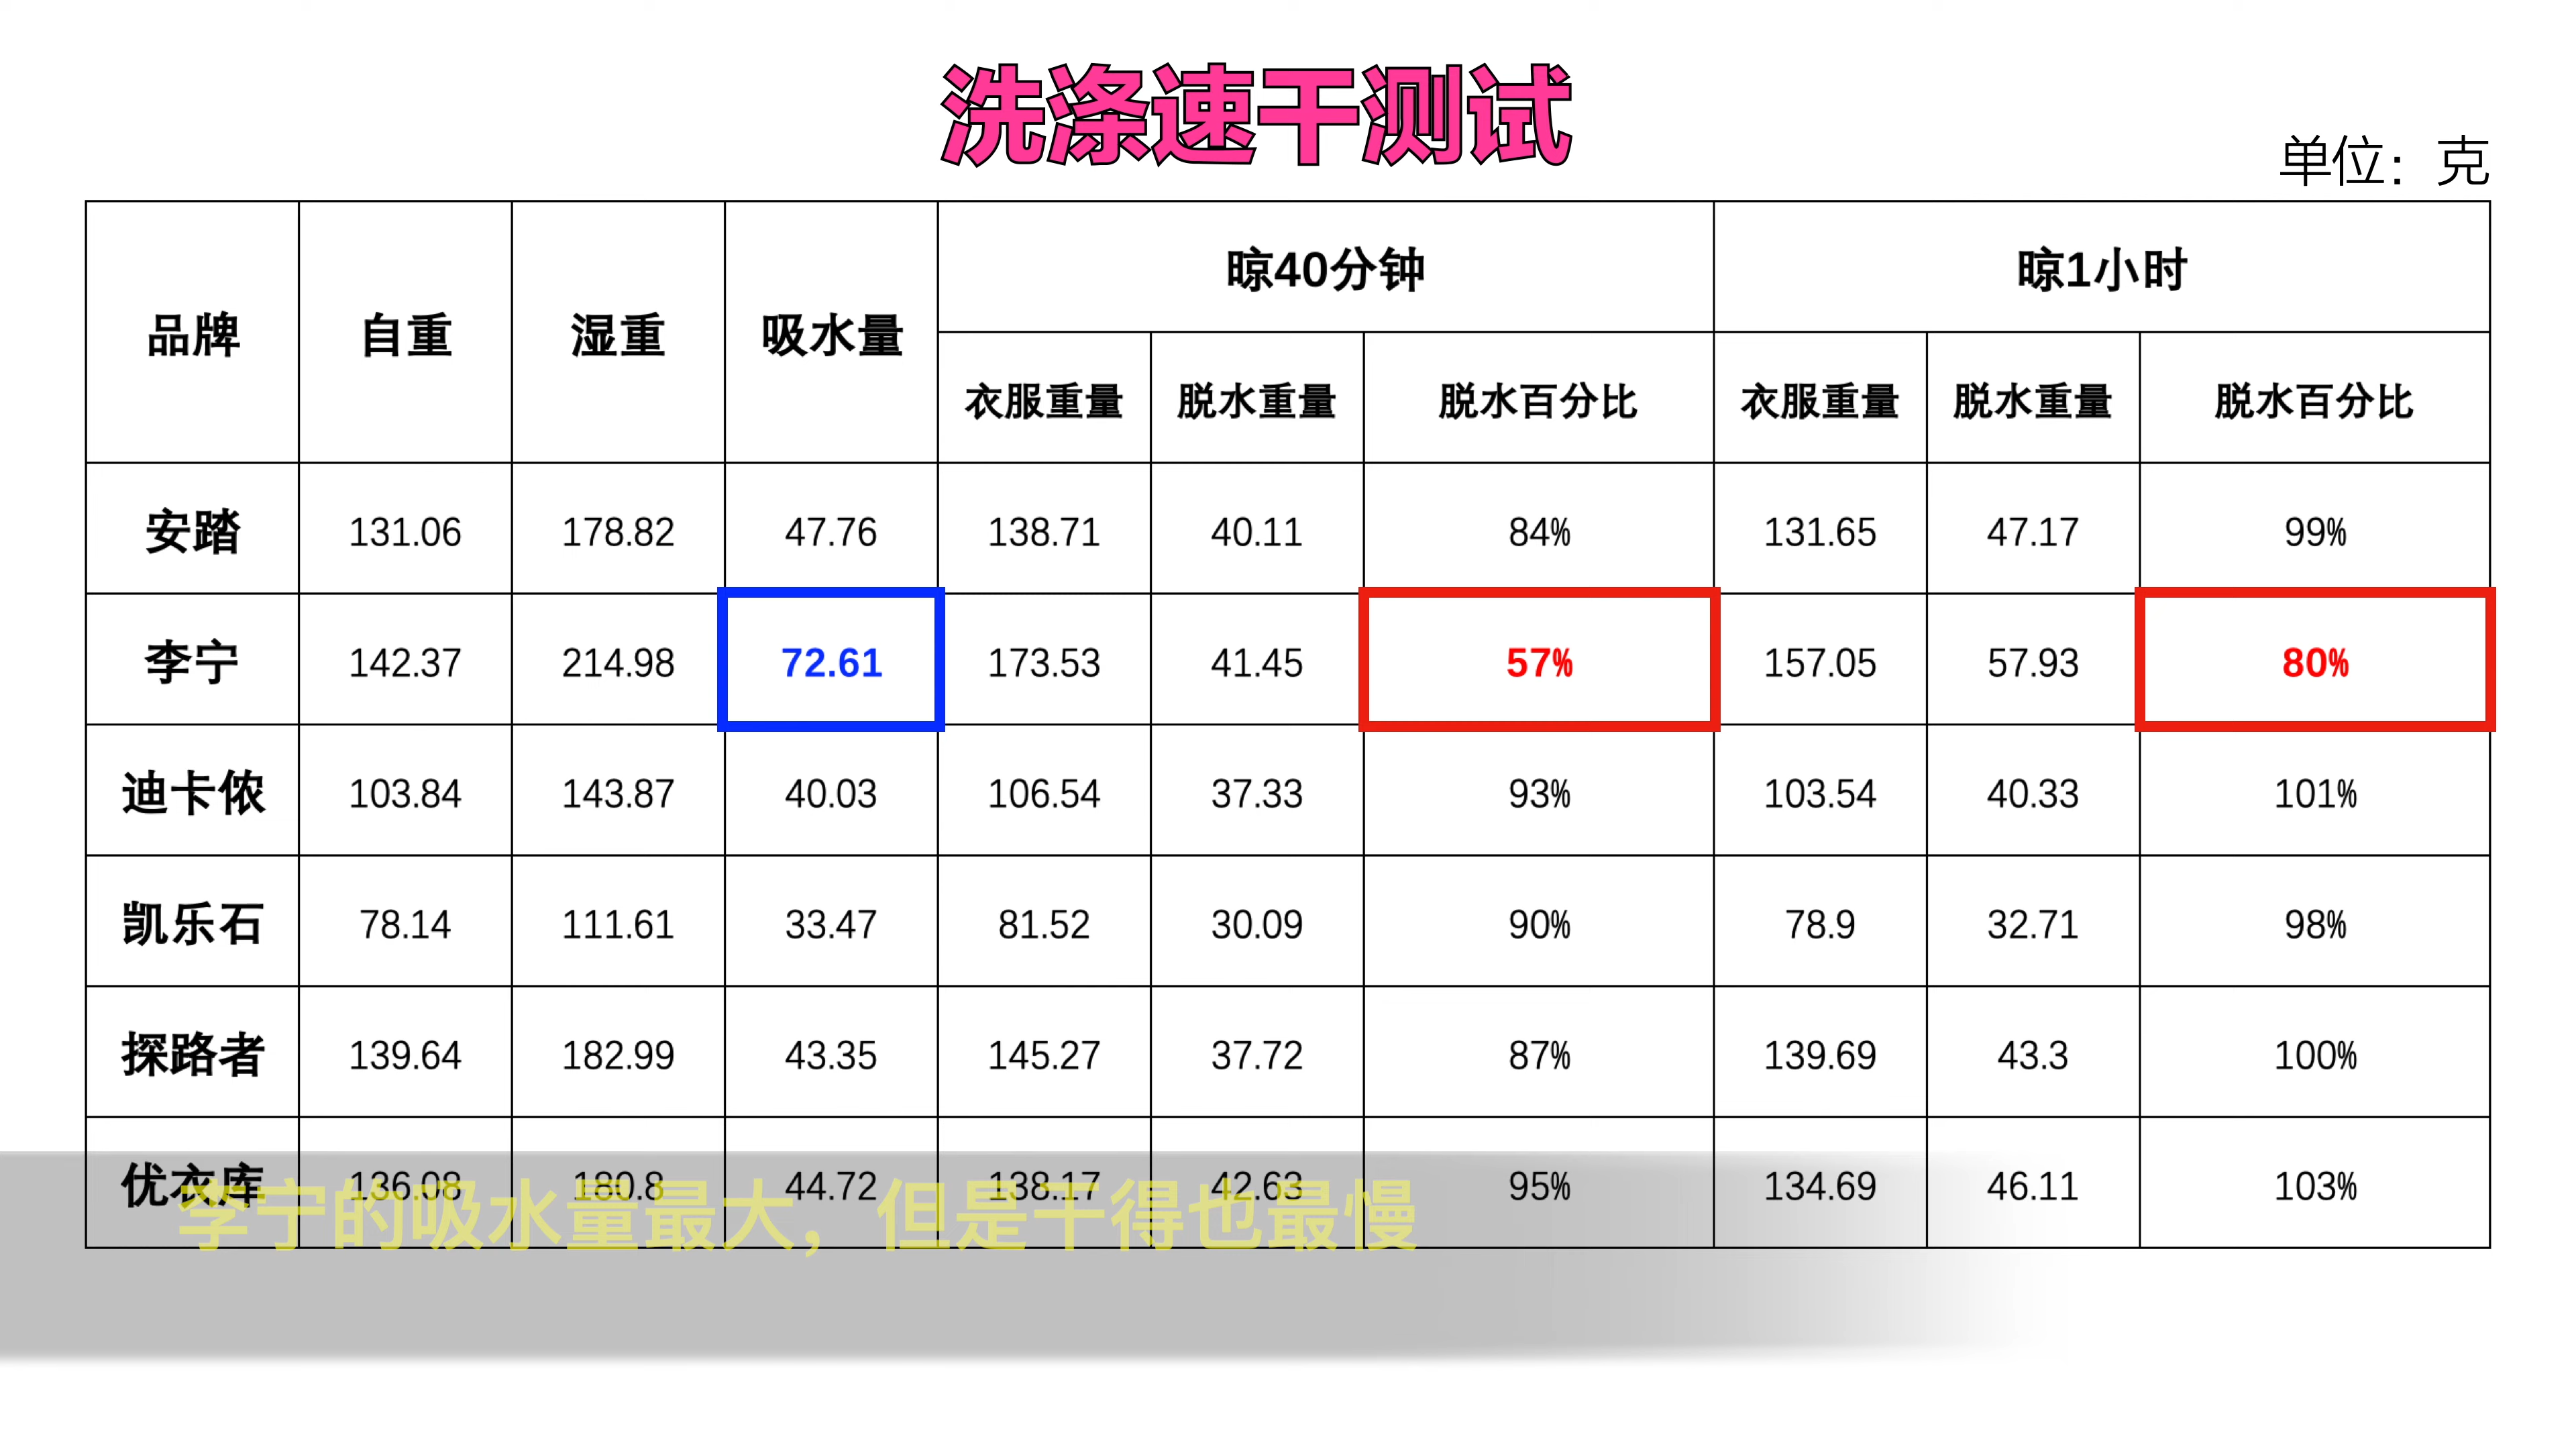 洗涤速干测试
单位：克
品牌 自重 湿重 吸水量 晾40分钟 晾1小时
衣服重量 脱水重量 脱水百分比 衣服重量 脱水重量 脱水百分比
安踏 131.06 178.82 47.76 138.71 40.11 84% 131.65 47.17 99%
李宁 142.37 214.98 72.61 173.53 41.45 57% 157.05 57.93 80%
迪卡侬 103.84 143.87 40.03 106.54 37.33 93% 103.54 40.33 101%
凯乐石 78.14 111.61 33.47 81.52 30.09 90% 78.9 32.71 98%
探路者 139.64 182.99 43.35 145.27 37.72 87% 139.69 43.3 100%
优衣库 136.08 180.8 44.72 138.17 42.63 95% 134.69 46.11 103%
李宁的吸水量最大，但是干得也最慢